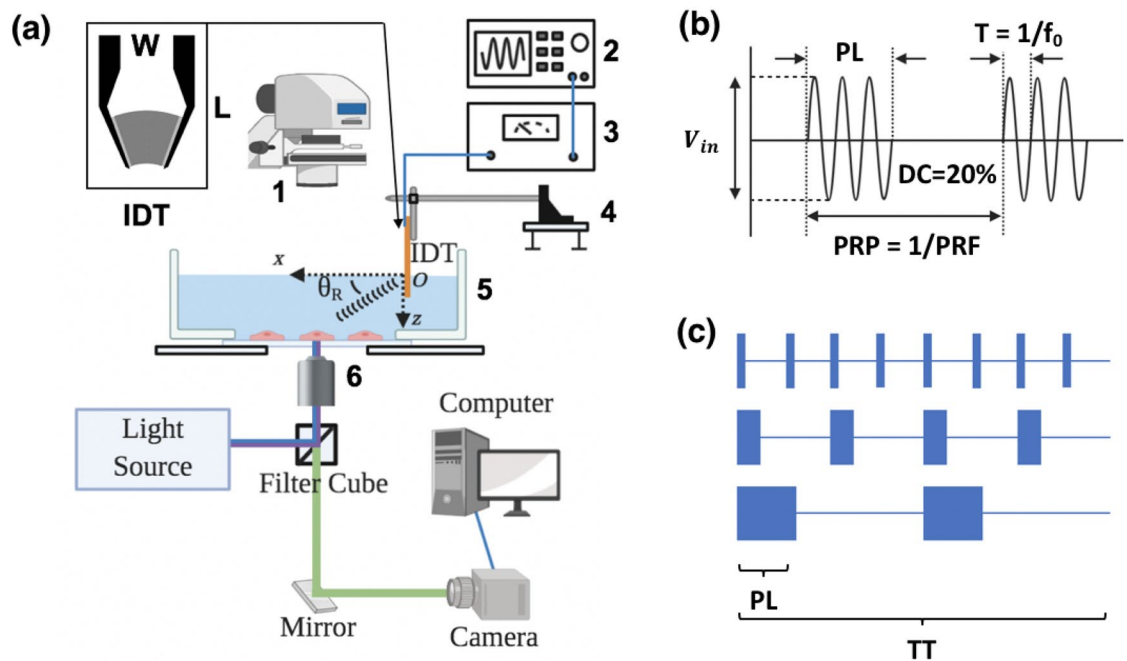 (a)
W
L
IDT
1
2
3
4
IDT
x
O
θR
z
5
6
Light
Source
Filter Cube
Computer
Mirror
Camera
(b)
PL
T = 1/f₀
Vin
DC=20%
PRP = 1/PRF
(c)
PL
TT